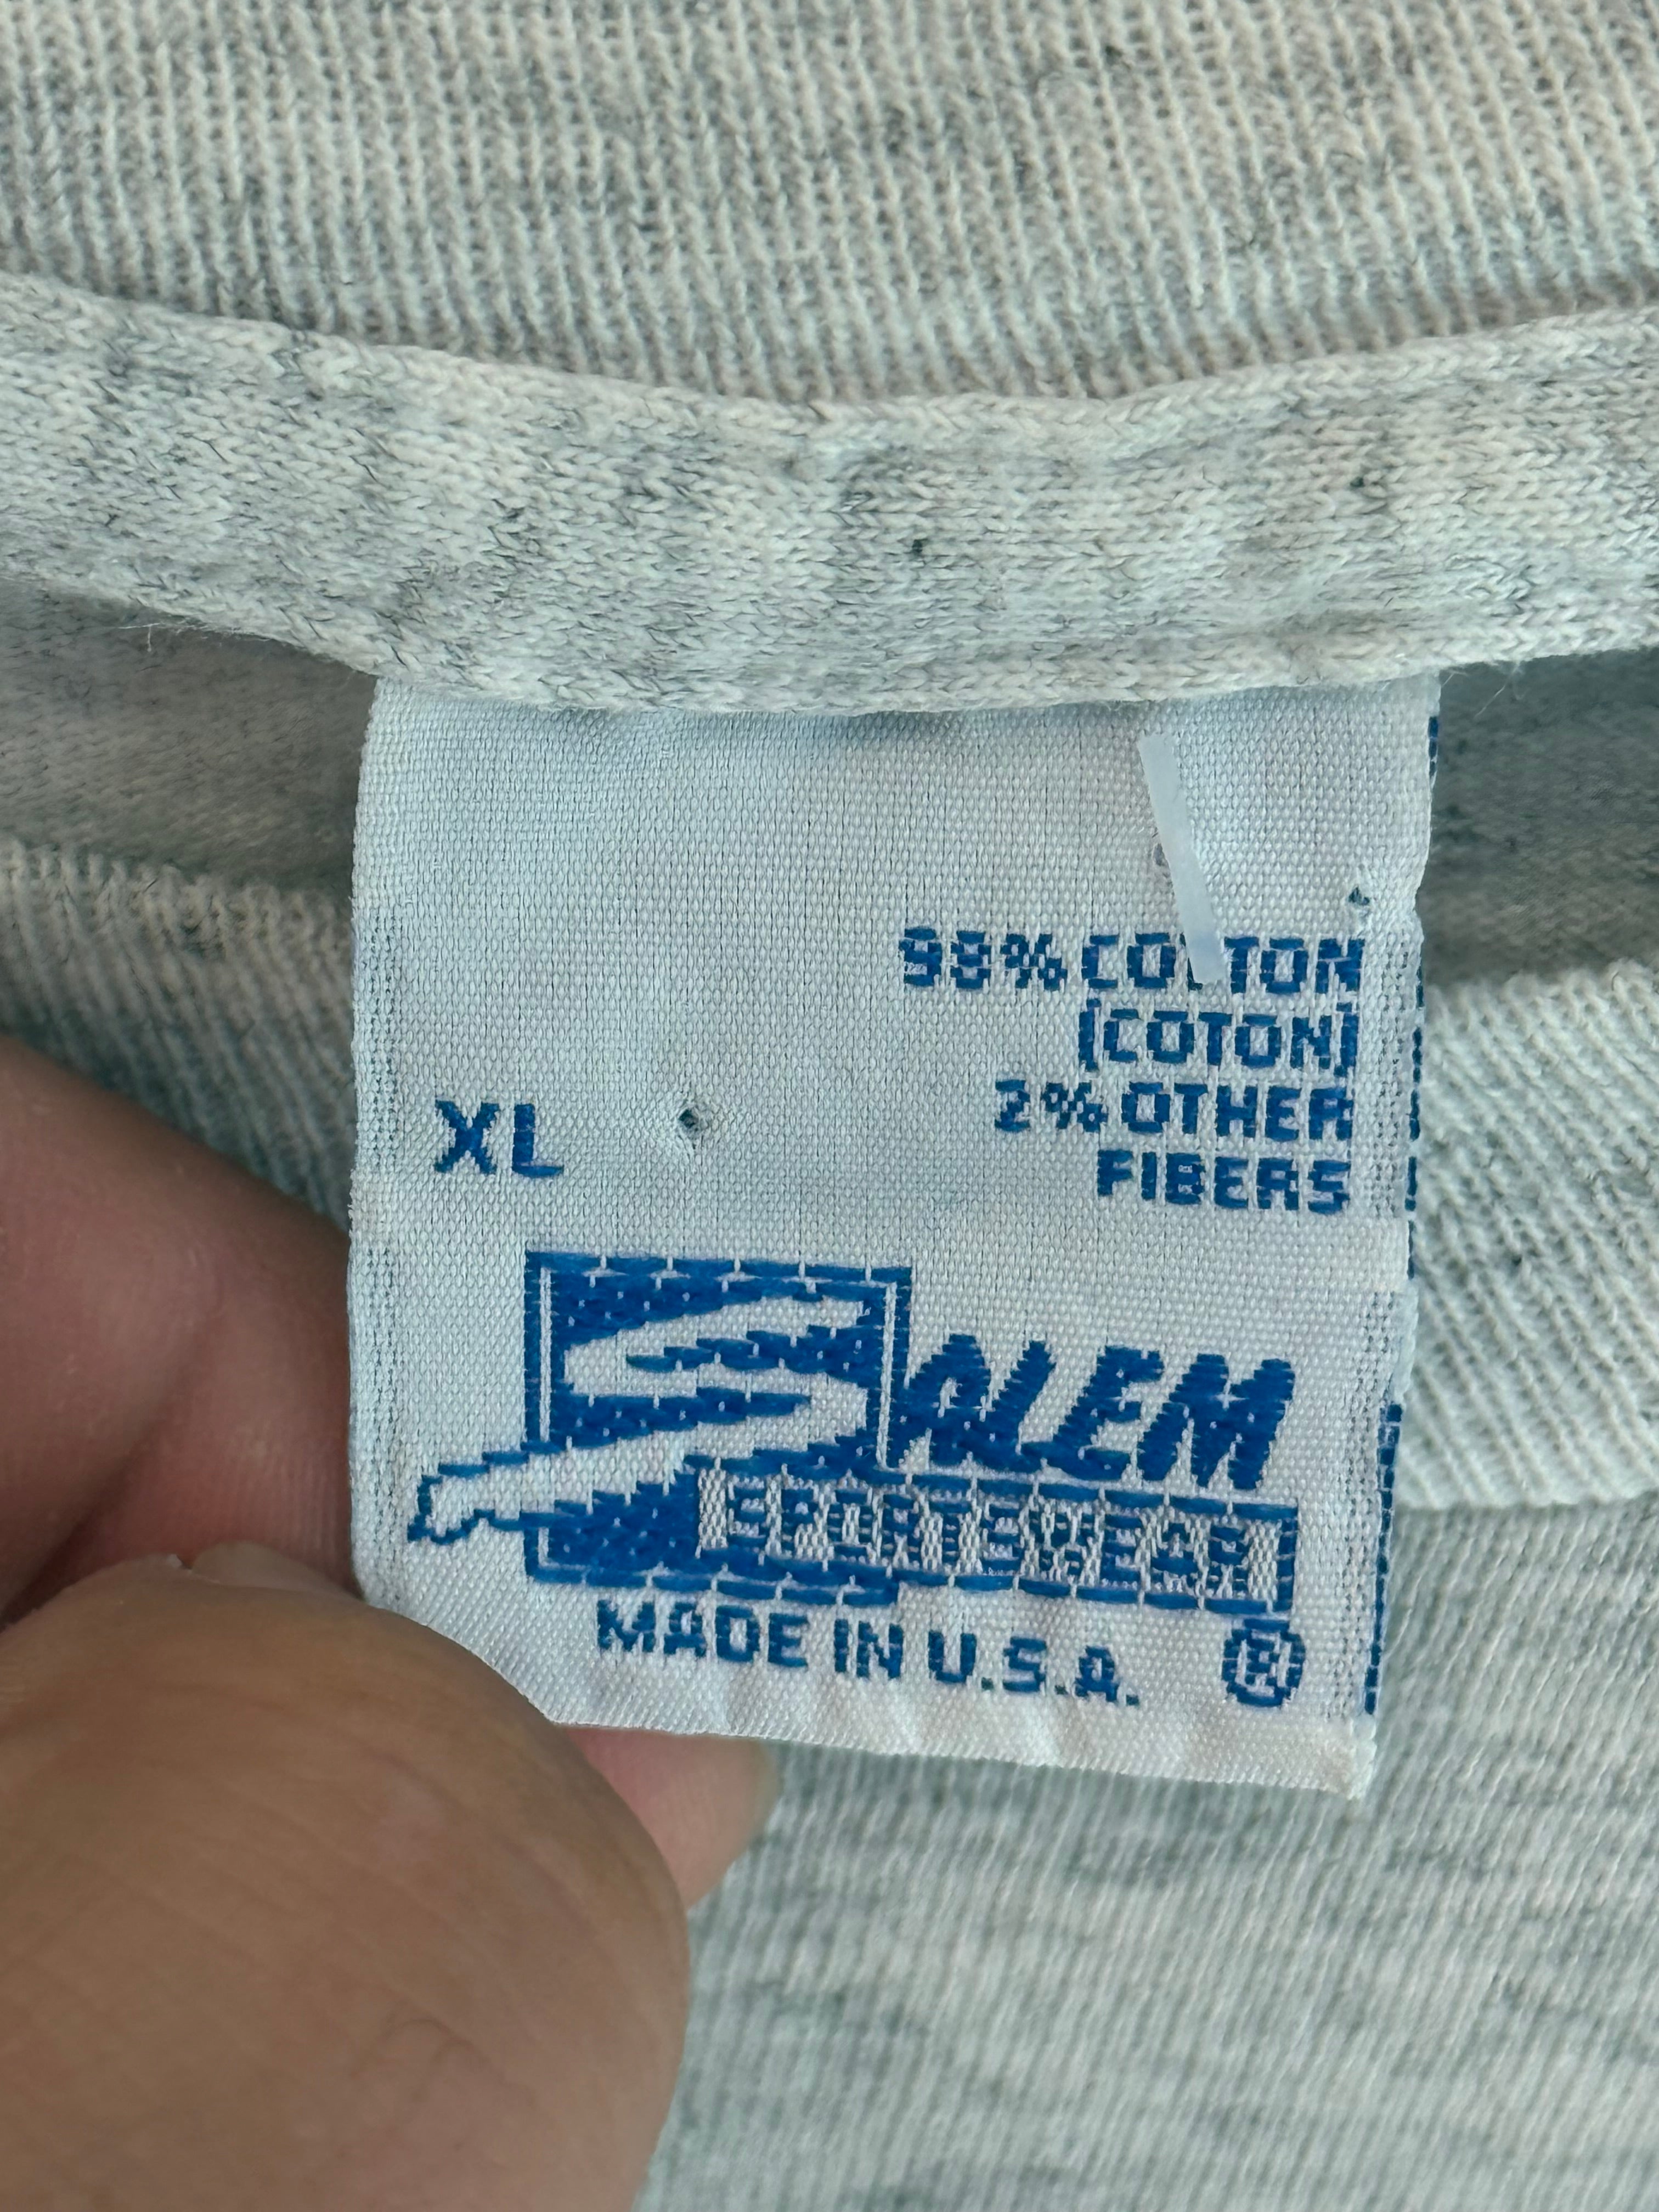 98% COTTON
(COTON)
2% OTHER
FIBERS
XL
SALEM
SPORTSWEAR
MADE IN U.S.A. ®